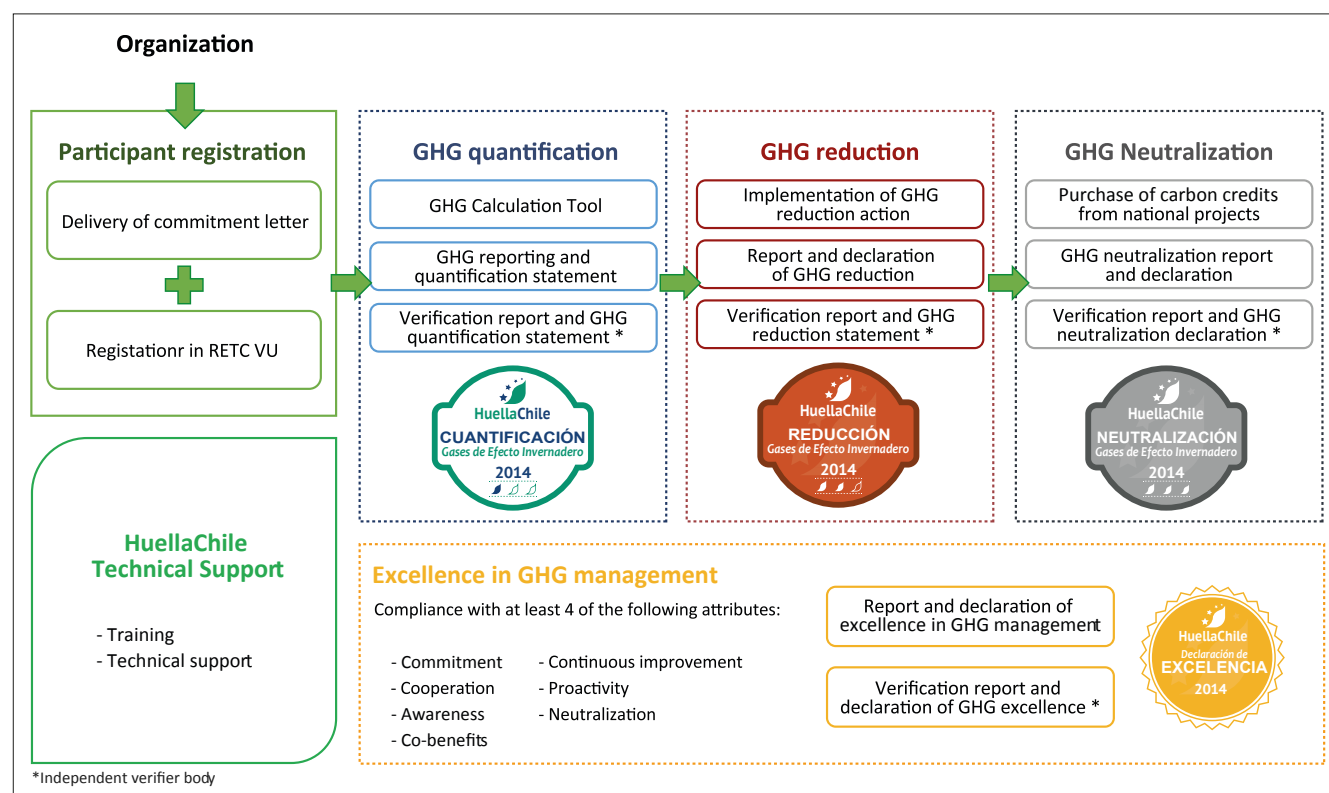 Organization
Participant registration
Delivery of commitment letter
Registationr in RETC VU
GHG quantification
GHG Calculation Tool
GHG reporting and
quantification statement
Verification report and GHG
quantification statement *
HuellaChile
CUANTIFICACIÓN
Gases de Efecto Invernadero
2014
GHG reduction
Implementation of GHG
reduction action
Report and declaration
of GHG reduction
Verification report and GHG
reduction statement *
HuellaChile
REDUCCIÓN
Gases de Efecto Invernadero
2014
GHG Neutralization
Purchase of carbon credits
from national projects
GHG neutralization report
and declaration
Verification report and GHG
neutralization declaration *
HuellaChile
NEUTRALIZACIÓN
Gases de Efecto Invernadero
2014
HuellaChile
Technical Support
- Training
- Technical support
Excellence in GHG management
Compliance with at least 4 of the following attributes:
- Commitment
- Cooperation
- Awareness
- Co-benefits
- Continuous improvement
- Proactivity
- Neutralization
Report and declaration of
excellence in GHG management
Verification report and
declaration of GHG excellence *
HuellaChile
Declaración de
EXCELENCIA
2014
*Independent verifier body